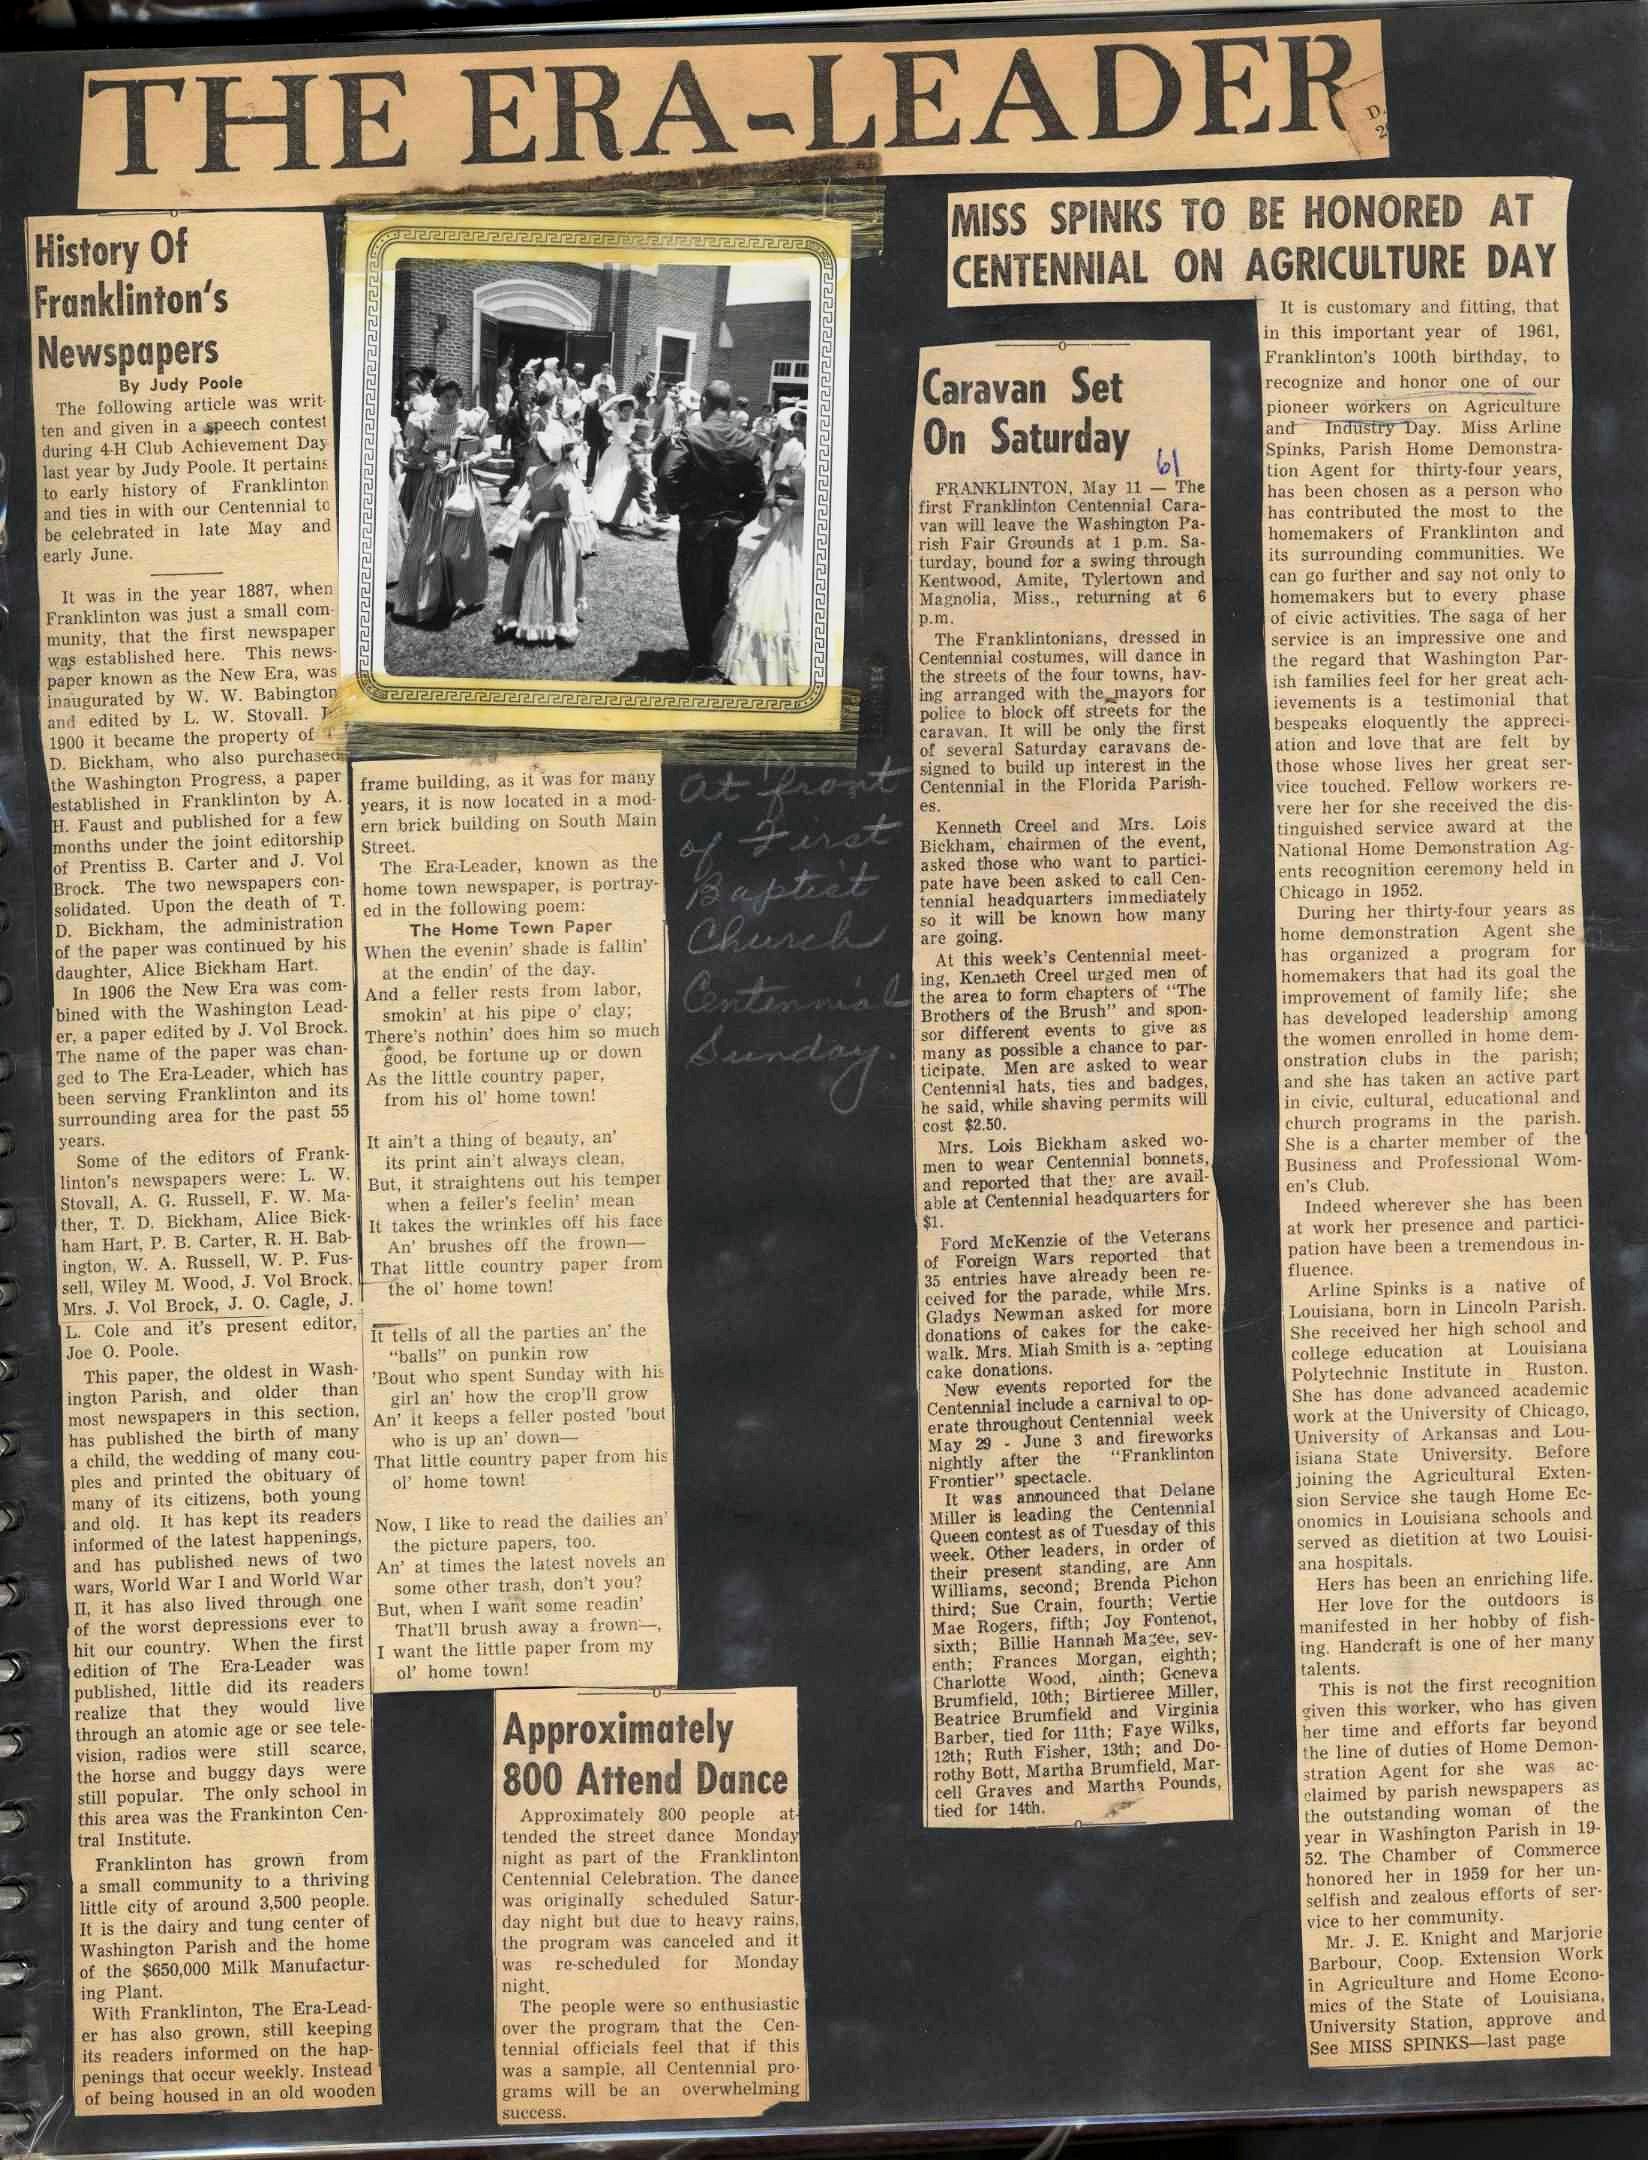 THE ERA-LEADER
D.
2
History Of
Franklinton's
Newspapers
By Judy Poole
The following article was writ-
ten and given in a speech contest
during 4-H Club Achievement Day
last year by Judy Poole. It pertains
to early history of Franklinton
and ties in with our Centennial to
be celebrated in late May and
early June.
It was in the year 1887, when
Franklinton was just a small com-
munity, that the first newspaper
was established here. This news-
paper known as the New Era, was
inaugurated by W. W. Babington
and edited by L. W. Stovall.
1900 it became the property of
D. Bickham, who also purchased
the Washington Progress, a paper
established in Franklinton by A.
H. Faust and published for a few
months under the joint editorship
of Prentiss B. Carter and J. Vol
Brock. The two newspapers con-
solidated. Upon the death of T.
D. Bickham, the administration
of the paper was continued by his
daughter, Alice Bickham Hart.
In 1906 the New Era was com-
bined with the Washington Lead-
er, a paper edited by J. Vol Brock.
The name of the paper was chan-
ged to The Era-Leader, which has
been serving Franklinton and its
surrounding area for the past 55
years.
Some of the editors of Frank-
linton's newspapers were: L. W.
Stovall, A. G. Russell, F. W. Ma-
ther, T. D. Bickham, Alice Bick-
ham Hart, P. B. Carter, R. H. Bab-
ington, W. A. Russell, W. P. Fus-
sell, Wiley M. Wood, J. Vol Brock,
Mrs. J. Vol Brock, J. O. Cagle, J.
L. Cole and it's present editor,
Joe O. Poole.
This paper, the oldest in Wash-
ington Parish, and older than
most newspapers in this section,
has published the birth of many
a child, the wedding of many cou-
ples and printed the obituary of
many of its citizens, both young
and old. It has kept its readers
informed of the latest happenings,
and has published news of two
wars, World War I and World War
II, it has also lived through one
of the worst depressions ever to
hit our country. When the first
edition of The Era-Leader was
published, little did its readers
realize that they would live
through an atomic age or see tele-
vision, radios were still scarce,
the horse and buggy days were
still popular. The only school in
this area was the Frankinton Cen-
tral Institute.
Franklinton has grown from
a small community to a thriving
little city of around 3,500 people.
It is the dairy and tung center of
Washington Parish and the home
of the $650,000 Milk Manufactur-
ing Plant.
With Franklinton, The Era-Lead-
er has also grown, still keeping
its readers informed on the hap-
penings that occur weekly. Instead
of being housed in an old wooden
frame building, as it was for many
years, it is now located in a mod-
ern brick building on South Main
Street.
The Era-Leader, known as the
home town newspaper, is portray-
ed in the following poem:
The Home Town Paper
When the evenin' shade is fallin'
at the endin' of the day.
And a feller rests from labor,
smokin' at his pipe o' clay;
There's nothin' does him so much
good, be fortune up or down
As the little country paper,
from his ol' home town!
It ain't a thing of beauty, an'
its print ain't always clean,
But, it straightens out his temper
when a feller's feelin' mean
It takes the wrinkles off his face
An' brushes off the frown—
That little country paper from
the ol' home town!
It tells of all the parties an' the
"balls" on punkin row
'Bout who spent Sunday with his
girl an' how the crop'll grow
An' it keeps a feller posted 'bout
who is up an' down—
That little country paper from his
ol' home town!
Now, I like to read the dailies an'
the picture papers, too.
An' at times the latest novels an
some other trash, don't you?
But, when I want some readin'
That'll brush away a frown—,
I want the little paper from my
ol' home town!
At front
of First
Baptist
Church
Centennial
Sunday.
Approximately
800 Attend Dance
Approximately 800 people at-
tended the street dance Monday
night as part of the Franklinton
Centennial Celebration. The dance
was originally scheduled Satur-
day night but due to heavy rains,
the program was canceled and it
was re-scheduled for Monday
night.
The people were so enthusiastic
over the program that the Cen-
tennial officials feel that if this
was a sample, all Centennial pro-
grams will be an overwhelming
success.
Caravan Set
On Saturday
61
FRANKLINTON, May 11 — The
first Franklinton Centennial Cara-
van will leave the Washington Pa-
rish Fair Grounds at 1 p.m. Sa-
turday, bound for a swing through
Kentwood, Amite, Tylertown and
Magnolia, Miss., returning at 6
p.m.
The Franklintonians, dressed in
Centennial costumes, will dance in
the streets of the four towns, hav-
ing arranged with the mayors for
police to block off streets for the
caravan. It will be only the first
of several Saturday caravans de-
signed to build up interest in the
Centennial in the Florida Parish-
es.
Kenneth Creel and Mrs. Lois
Bickham, chairmen of the event,
asked those who want to partici-
pate have been asked to call Cen-
tennial headquarters immediately
so it will be known how many
are going.
At this week's Centennial meet-
ing, Kenneth Creel urged men of
the area to form chapters of "The
Brothers of the Brush" and spon-
sor different events to give as
many as possible a chance to par-
ticipate. Men are asked to wear
Centennial hats, ties and badges,
he said, while shaving permits will
cost $2.50.
Mrs. Lois Bickham asked wo-
men to wear Centennial bonnets,
and reported that they are avail-
able at Centennial headquarters for
$1.
Ford McKenzie of the Veterans
of Foreign Wars reported that
35 entries have already been re-
ceived for the parade, while Mrs.
Gladys Newman asked for more
donations of cakes for the cake-
walk. Mrs. Miah Smith is accepting
cake donations.
New events reported for the
Centennial include a carnival to op-
erate throughout Centennial week
May 29 - June 3 and fireworks
nightly after the "Franklinton
Frontier" spectacle.
It was announced that Delane
Miller is leading the Centennial
Queen contest as of Tuesday of this
week. Other leaders, in order of
their present standing, are Ann
Williams, second; Brenda Pichon
third; Sue Crain, fourth; Vertie
Mae Rogers, fifth; Joy Fontenot,
sixth; Billie Hannah Magee, sev-
enth; Frances Morgan, eighth;
Charlotte Wood, ninth; Geneva
Brumfield, 10th; Birtieree Miller,
Beatrice Brumfield and Virginia
Barber, tied for 11th; Faye Wilks,
12th; Ruth Fisher, 13th; and Do-
rothy Bott, Martha Brumfield, Mar-
cell Graves and Martha Pounds,
tied for 14th.
MISS SPINKS TO BE HONORED AT
CENTENNIAL ON AGRICULTURE DAY
It is customary and fitting, that
in this important year of 1961,
Franklinton's 100th birthday, to
recognize and honor one of our
pioneer workers on Agriculture
and Industry Day. Miss Arline
Spinks, Parish Home Demonstra-
tion Agent for thirty-four years,
has been chosen as a person who
has contributed the most to the
homemakers of Franklinton and
its surrounding communities. We
can go further and say not only to
homemakers but to every phase
of civic activities. The saga of her
service is an impressive one and
the regard that Washington Par-
ish families feel for her great ach-
ievements is a testimonial that
bespeaks eloquently the appreci-
ation and love that are felt by
those whose lives her great ser-
vice touched. Fellow workers re-
vere her for she received the dis-
tinguished service award at the
National Home Demonstration Ag-
ents recognition ceremony held in
Chicago in 1952.
During her thirty-four years as
home demonstration Agent she
has organized a program for
homemakers that had its goal the
improvement of family life; she
has developed leadership among
the women enrolled in home dem-
onstration clubs in the parish;
and she has taken an active part
in civic, cultural, educational and
church programs in the parish.
She is a charter member of the
Business and Professional Wom-
en's Club.
Indeed wherever she has been
at work her presence and partici-
pation have been a tremendous in-
fluence.
Arline Spinks is a native of
Louisiana, born in Lincoln Parish.
She received her high school and
college education at Louisiana
Polytechnic Institute in Ruston.
She has done advanced academic
work at the University of Chicago,
University of Arkansas and Lou-
isiana State University. Before
joining the Agricultural Exten-
sion Service she taugh Home Ec-
onomics in Louisiana schools and
served as dietition at two Louisi-
ana hospitals.
Hers has been an enriching life.
Her love for the outdoors is
manifested in her hobby of fish-
ing. Handcraft is one of her many
talents.
This is not the first recognition
given this worker, who has given
her time and efforts far beyond
the line of duties of Home Demon-
stration Agent for she was ac-
claimed by parish newspapers as
the outstanding woman of the
year in Washington Parish in 19-
52. The Chamber of Commerce
honored her in 1959 for her un-
selfish and zealous efforts of ser-
vice to her community.
Mr. J. E. Knight and Marjorie
Barbour, Coop. Extension Work
in Agriculture and Home Econo-
mics of the State of Louisiana,
University Station, approve and
See MISS SPINKS—last page